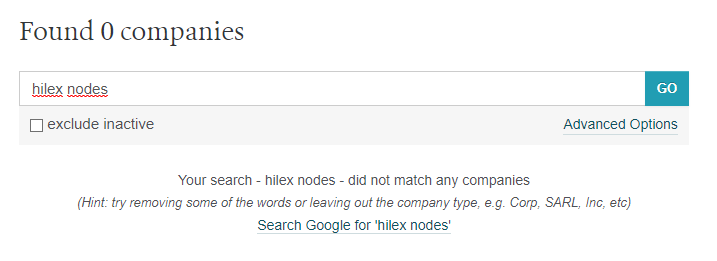 Found 0 companies
hilex nodes GO
exclude inactive Advanced Options
Your search - hilex nodes - did not match any companies
(Hint: try removing some of the words or leaving out the company type, e.g. Corp, SARL, Inc, etc)
Search Google for 'hilex nodes'